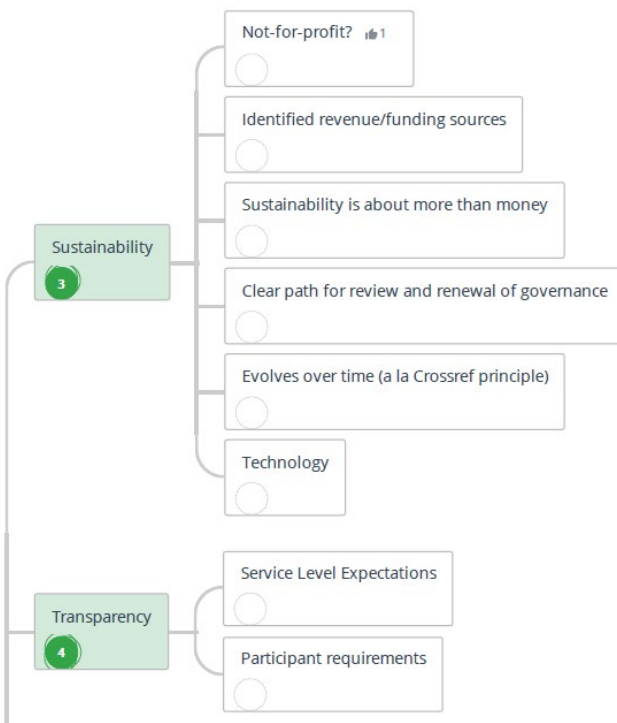 Not-for-profit? 1
Identified revenue/funding sources
Sustainability is about more than money
Sustainability
3
Clear path for review and renewal of governance
Evolves over time (a la Crossref principle)
Technology
Service Level Expectations
Transparency
4
Participant requirements